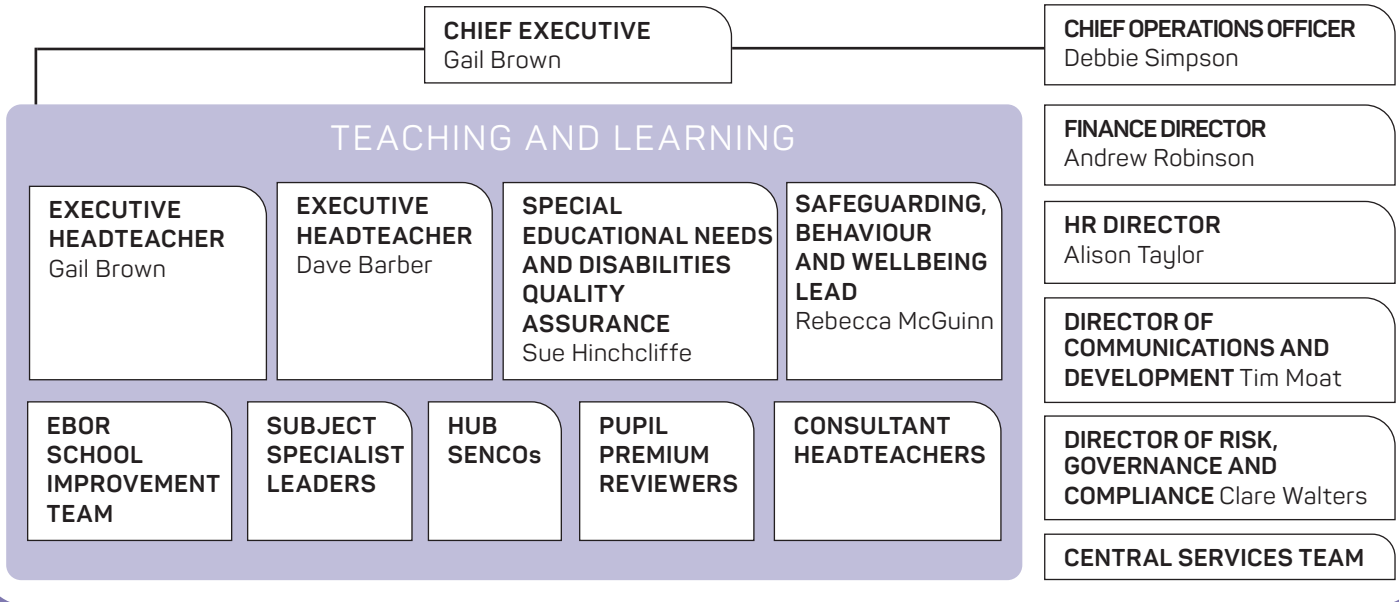 CHIEF EXECUTIVE
Gail Brown
CHIEF OPERATIONS OFFICER
Debbie Simpson
TEACHING AND LEARNING
EXECUTIVE
HEADTEACHER
Gail Brown
EXECUTIVE
HEADTEACHER
Dave Barber
SPECIAL
EDUCATIONAL NEEDS
AND DISABILITIES
QUALITY
ASSURANCE
Sue Hinchcliffe
SAFEGUARDING,
BEHAVIOUR
AND WELLBEING
LEAD
Rebecca McGuinn
EBOR
SCHOOL
IMPROVEMENT
TEAM
SUBJECT
SPECIALIST
LEADERS
HUB
SENCOs
PUPIL
PREMIUM
REVIEWERS
CONSULTANT
HEADTEACHERS
FINANCE DIRECTOR
Andrew Robinson
HR DIRECTOR
Alison Taylor
DIRECTOR OF
COMMUNICATIONS AND
DEVELOPMENT Tim Moat
DIRECTOR OF RISK,
GOVERNANCE AND
COMPLIANCE Clare Walters
CENTRAL SERVICES TEAM